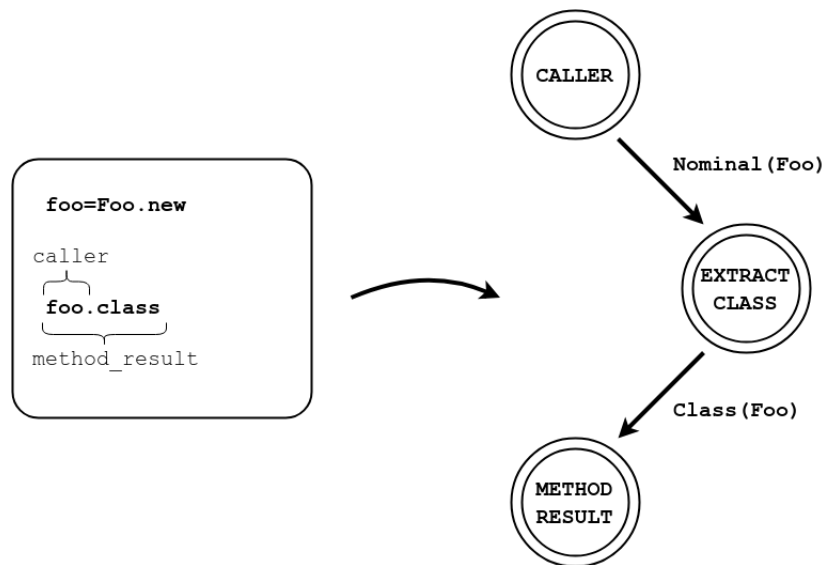 foo=Foo.new
caller
foo.class
method_result
CALLER
Nominal(Foo)
EXTRACT
CLASS
Class(Foo)
METHOD
RESULT